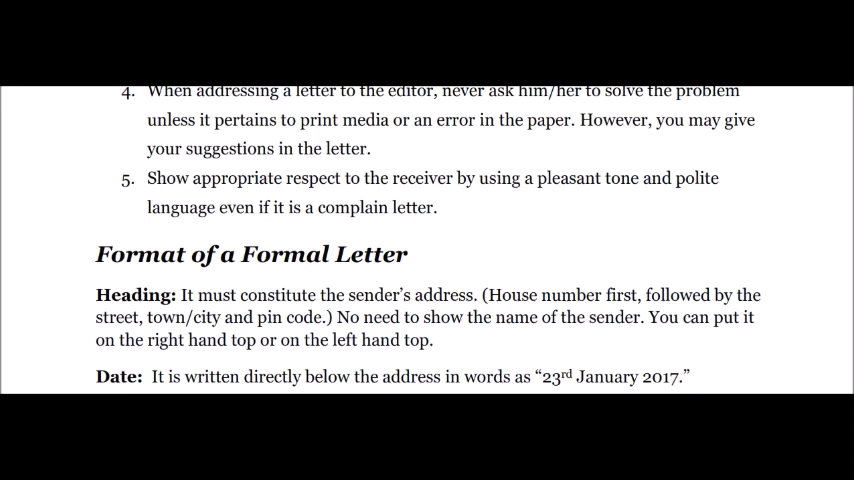 4. When addressing a letter to the editor, never ask him/her to solve the problem
unless it pertains to print media or an error in the paper. However, you may give
your suggestions in the letter.
5. Show appropriate respect to the receiver by using a pleasant tone and polite
language even if it is a complain letter.
Format of a Formal Letter
Heading: It must constitute the sender’s address. (House number first, followed by the
street, town/city and pin code.) No need to show the name of the sender. You can put it
on the right hand top or on the left hand top.
Date: It is written directly below the address in words as “23rd January 2017.”